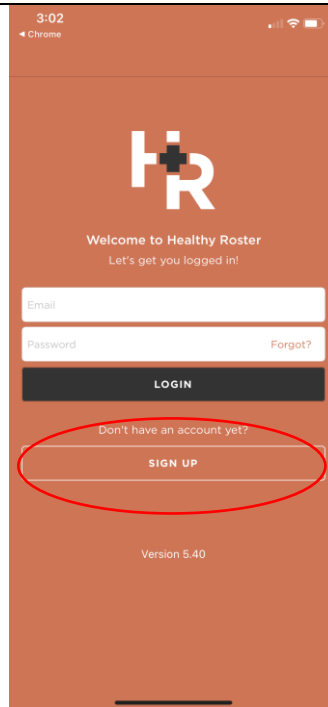 3:02
◀ Chrome
HR
Welcome to Healthy Roster
Let's get you logged in!
Email
Password Forgot?
LOGIN
Don't have an account yet?
SIGN UP
Version 5.40